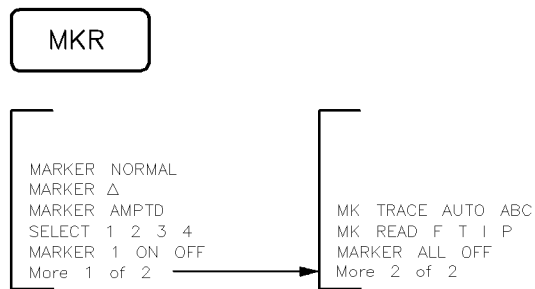 MKR
MARKER NORMAL
MARKER △
MARKER AMPTD
SELECT 1 2 3 4
MARKER 1 ON OFF
More 1 of 2
MK TRACE AUTO ABC
MK READ F T I P
MARKER ALL OFF
More 2 of 2